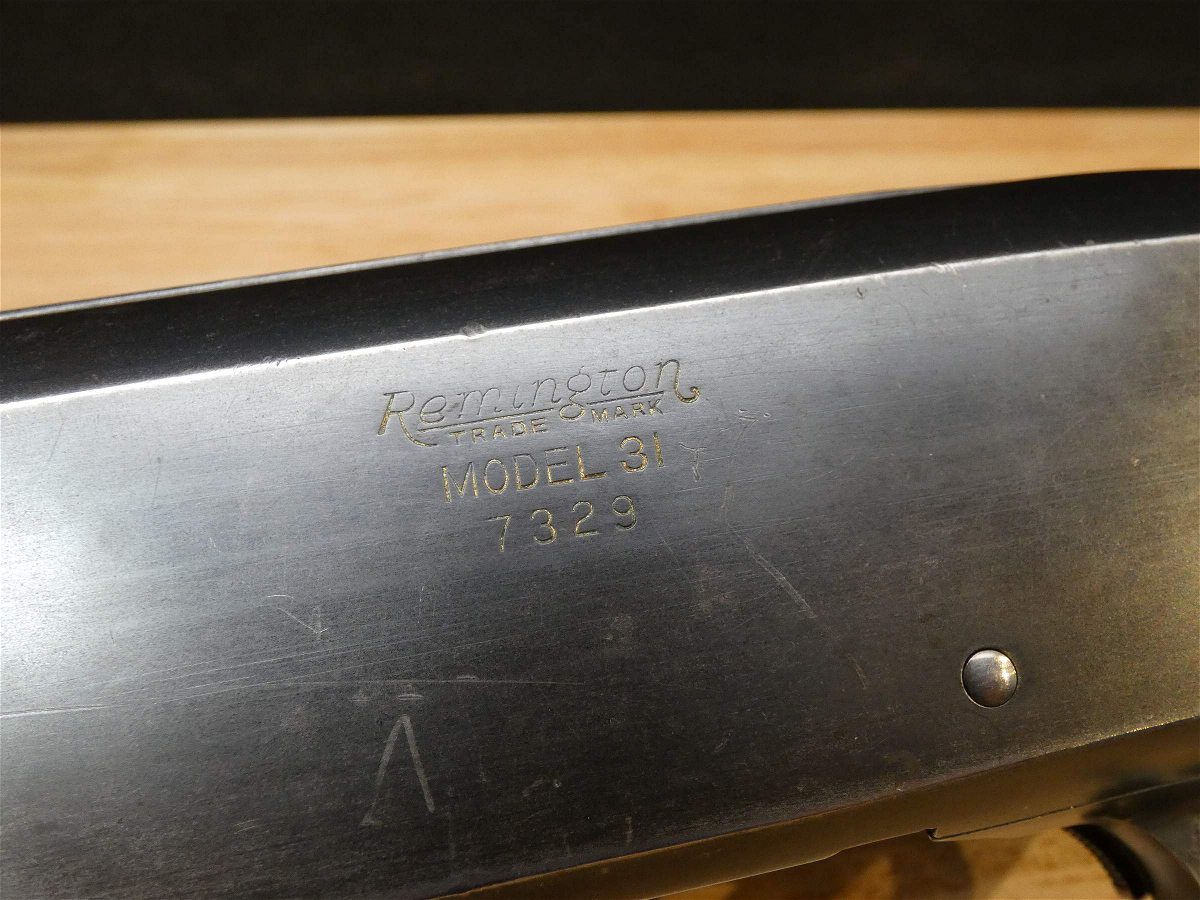 Remington
TRADE MARK
MODEL 31
7329